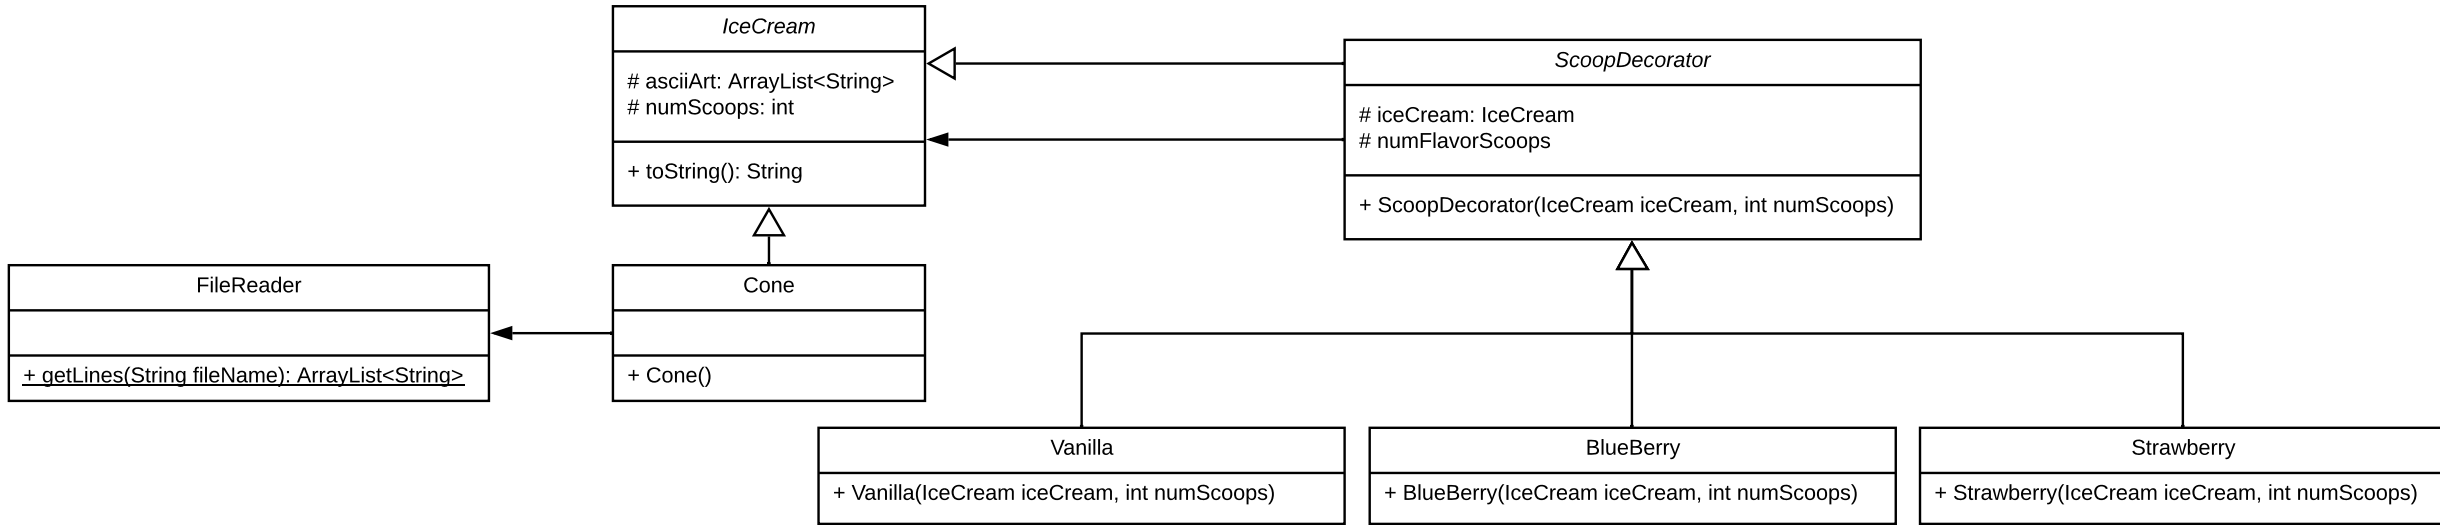 IceCream
# asciiArt: ArrayList<String>
# numScoops: int
+ toString(): String
ScoopDecorator
# iceCream: IceCream
# numFlavorScoops
+ ScoopDecorator(IceCream iceCream, int numScoops)
FileReader
+ getLines(String fileName): ArrayList<String>
Cone
+ Cone()
Vanilla
+ Vanilla(IceCream iceCream, int numScoops)
BlueBerry
+ BlueBerry(IceCream iceCream, int numScoops)
Strawberry
+ Strawberry(IceCream iceCream, int numScoops)